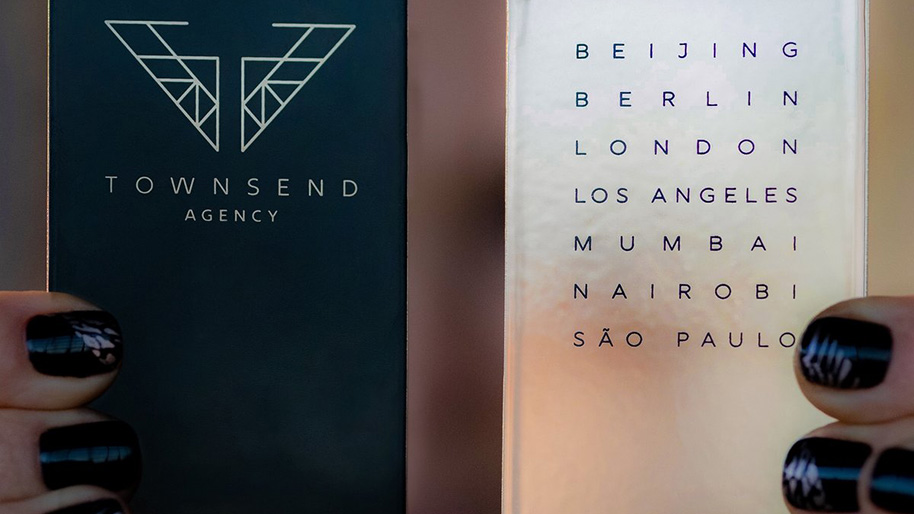 TOWNSEND
AGENCY
BEIJING
BERLIN
LONDON
LOS ANGELES
MUMBAI
NAIROBI
SÃO PAULO